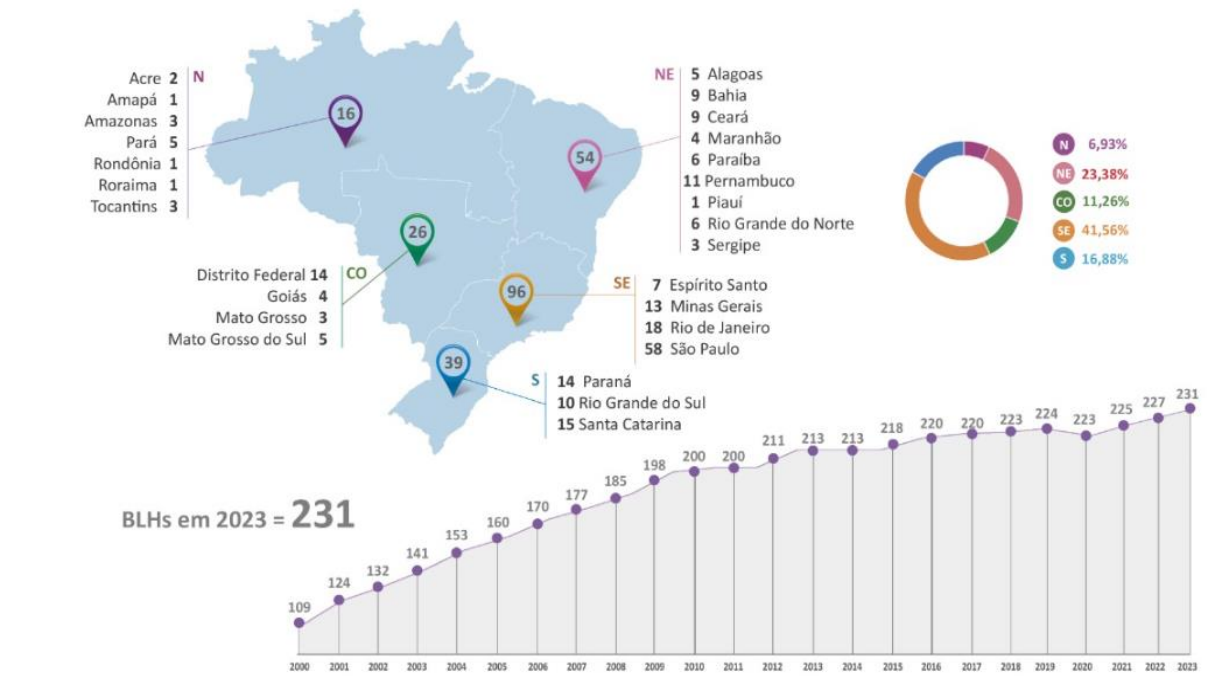 Acre 2 N
Amapá 1
Amazonas 3
Pará 5
Rondônia 1
Roraima 1
Tocantins 3
16
NE 5 Alagoas
9 Bahia
9 Ceará
4 Maranhão
6 Paraíba
11 Pernambuco
1 Piauí
6 Rio Grande do Norte
3 Sergipe
54
N 6,93%
NE 23,38%
CO 11,26%
SE 41,56%
S 16,88%
26
Distrito Federal 14 CO
Goiás 4
Mato Grosso 3
Mato Grosso do Sul 5
96
SE 7 Espírito Santo
13 Minas Gerais
18 Rio de Janeiro
58 São Paulo
39
S 14 Paraná
10 Rio Grande do Sul
15 Santa Catarina
BLHs em 2023 = 231
109 124 132 141 153 160 170 177 185 198 200 200 211 213 213 218 220 220 223 224 223 225 227 231
2000 2001 2002 2003 2004 2005 2006 2007 2008 2009 2010 2011 2012 2013 2014 2015 2016 2017 2018 2019 2020 2021 2022 2023